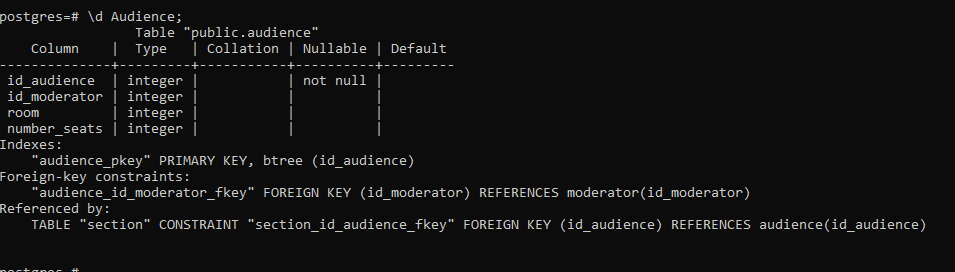 postgres=# \d Audience;
                 Table "public.audience"
    Column    |  Type   | Collation | Nullable | Default
--------------+---------+-----------+----------+---------
 id_audience  | integer |           | not null |
 id_moderator | integer |           |          |
 room         | integer |           |          |
 number_seats | integer |           |          |
Indexes:
    "audience_pkey" PRIMARY KEY, btree (id_audience)
Foreign-key constraints:
    "audience_id_moderator_fkey" FOREIGN KEY (id_moderator) REFERENCES moderator(id_moderator)
Referenced by:
    TABLE "section" CONSTRAINT "section_id_audience_fkey" FOREIGN KEY (id_audience) REFERENCES audience(id_audience)
postgres=#